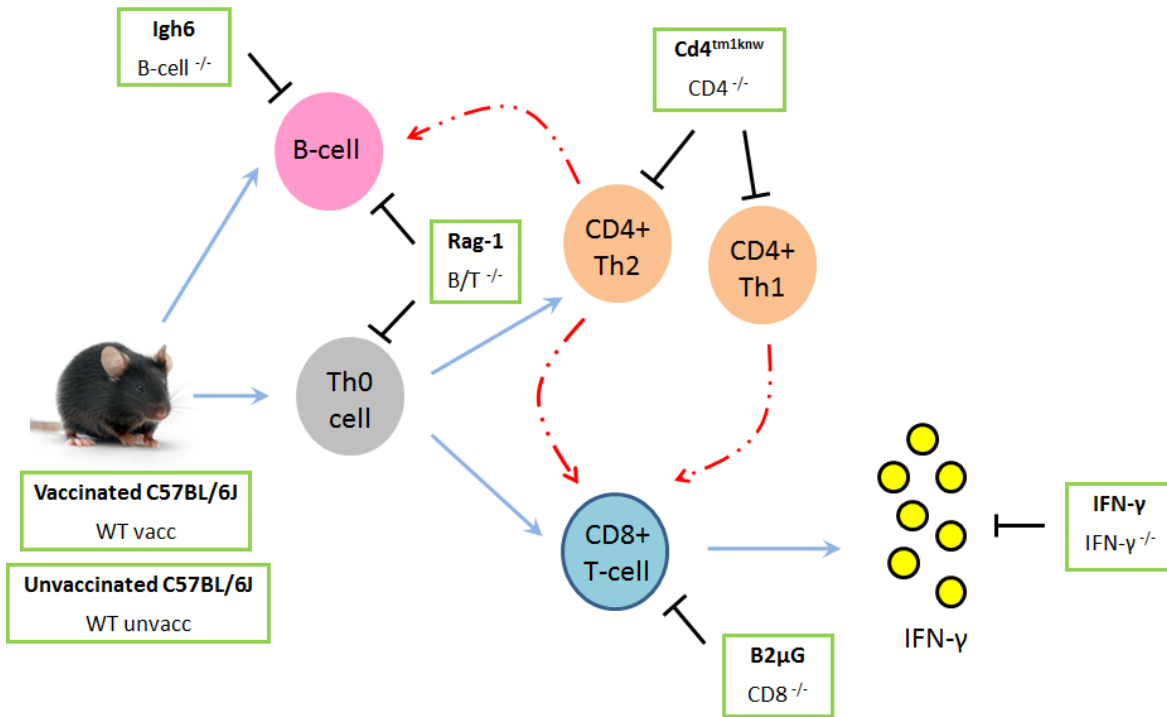 Igh6
B-cell -/-
Cd4tm1knw
CD4 -/-
B-cell
CD4+
Th2
CD4+
Th1
Rag-1
B/T -/-
Th0
cell
Vaccinated C57BL/6J
WT vacc
Unvaccinated C57BL/6J
WT unvacc
CD8+
T-cell
IFN-γ
IFN-γ
IFN-γ -/-
B2μG
CD8 -/-